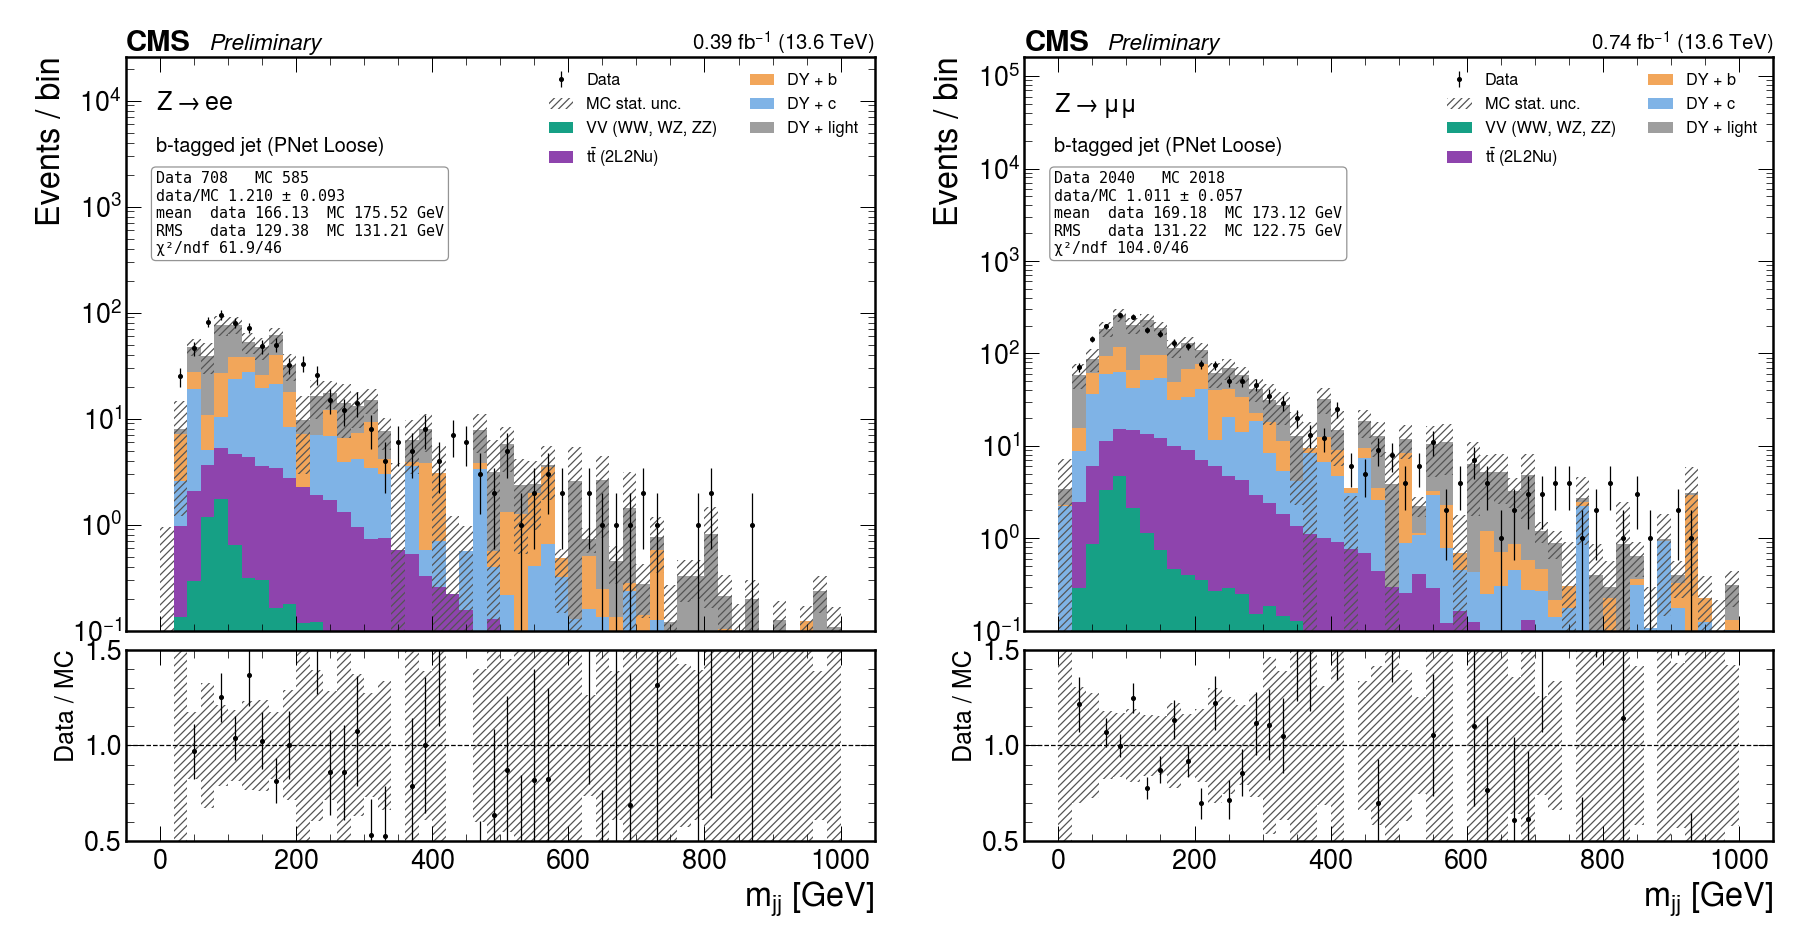 CMS Preliminary 0.39 fb⁻¹ (13.6 TeV)
Events / bin
10⁴
10³
10²
10¹
10⁰
10⁻¹
Z → ee
b-tagged jet (PNet Loose)
Data 708 MC 585
data/MC 1.210 ± 0.093
mean data 166.13 MC 175.52 GeV
RMS data 129.38 MC 131.21 GeV
χ²/ndf 61.9/46
Data
MC stat. unc.
VV (WW, WZ, ZZ)
tt̄ (2L2Nu)
DY + b
DY + c
DY + light
Data / MC
1.5
1.0
0.5
0 200 400 600 800 1000
m_jj [GeV]
CMS Preliminary 0.74 fb⁻¹ (13.6 TeV)
Events / bin
10⁵
10⁴
10³
10²
10¹
10⁰
10⁻¹
Z → μμ
b-tagged jet (PNet Loose)
Data 2040 MC 2018
data/MC 1.011 ± 0.057
mean data 169.18 MC 173.12 GeV
RMS data 131.22 MC 122.75 GeV
χ²/ndf 104.0/46
Data
MC stat. unc.
VV (WW, WZ, ZZ)
tt̄ (2L2Nu)
DY + b
DY + c
DY + light
Data / MC
1.5
1.0
0.5
0 200 400 600 800 1000
m_jj [GeV]